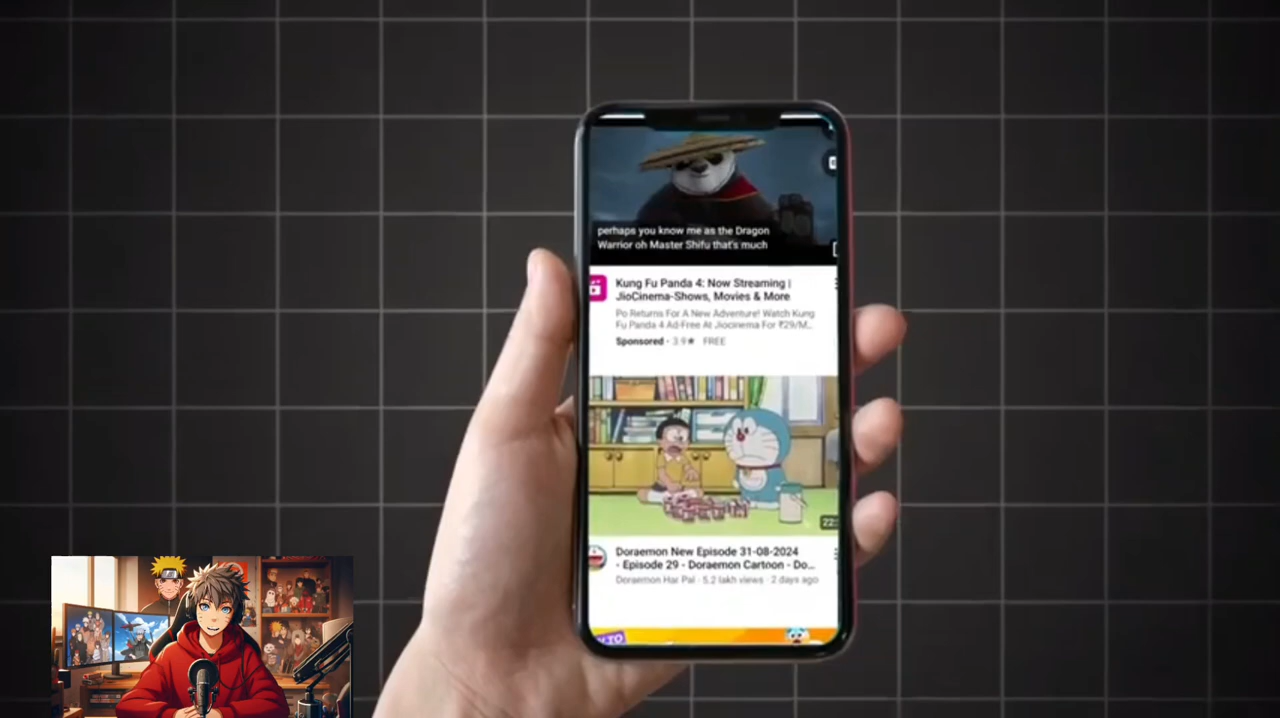 perhaps you know me as the Dragon
Warrior oh Master Shifu that's much
Kung Fu Panda 4: Now Streaming |
JioCinema-Shows, Movies & More
Po Returns For A New Adventure! Watch Kung
Fu Panda 4 Ad-Free At Jiocinema For ₹29/M...
Sponsored · 3.9★ FREE
22:
Doraemon New Episode 31-08-2024
- Episode 29 - Doraemon Cartoon - Do...
Doraemon Har Pal · 5.2 lakh views · 2 days ago
TO